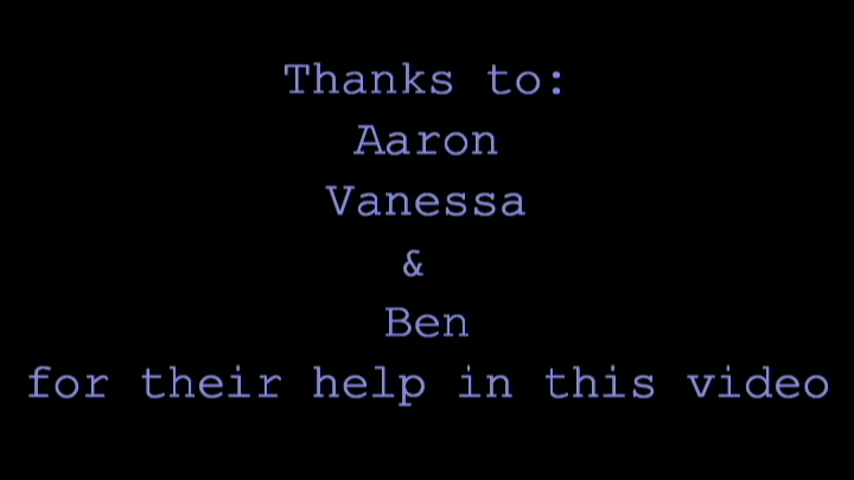 Thanks to:
Aaron
Vanessa
&
Ben
for their help in this video